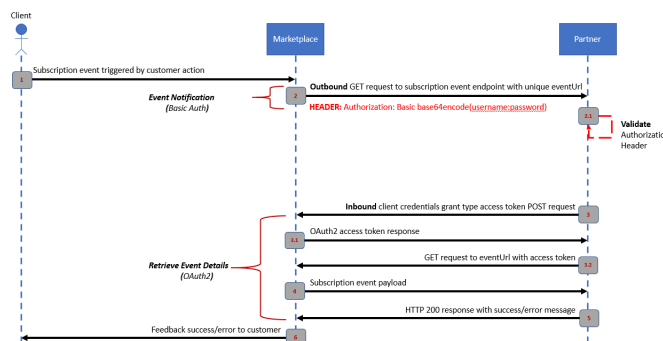 Client
Marketplace
Partner
Subscription event triggered by customer action
1
Outbound GET request to subscription event endpoint with unique eventUrl
Event Notification
(Basic Auth)
2
HEADER: Authorization: Basic base64encode(username:password)
2.1
Validate
Authorizatio
Header
Inbound client credentials grant type access token POST request
3
OAuth2 access token response
3.1
GET request to eventUrl with access token
3.2
Retrieve Event Details
(OAuth2)
Subscription event payload
4
HTTP 200 response with success/error message
5
Feedback success/error to customer
6